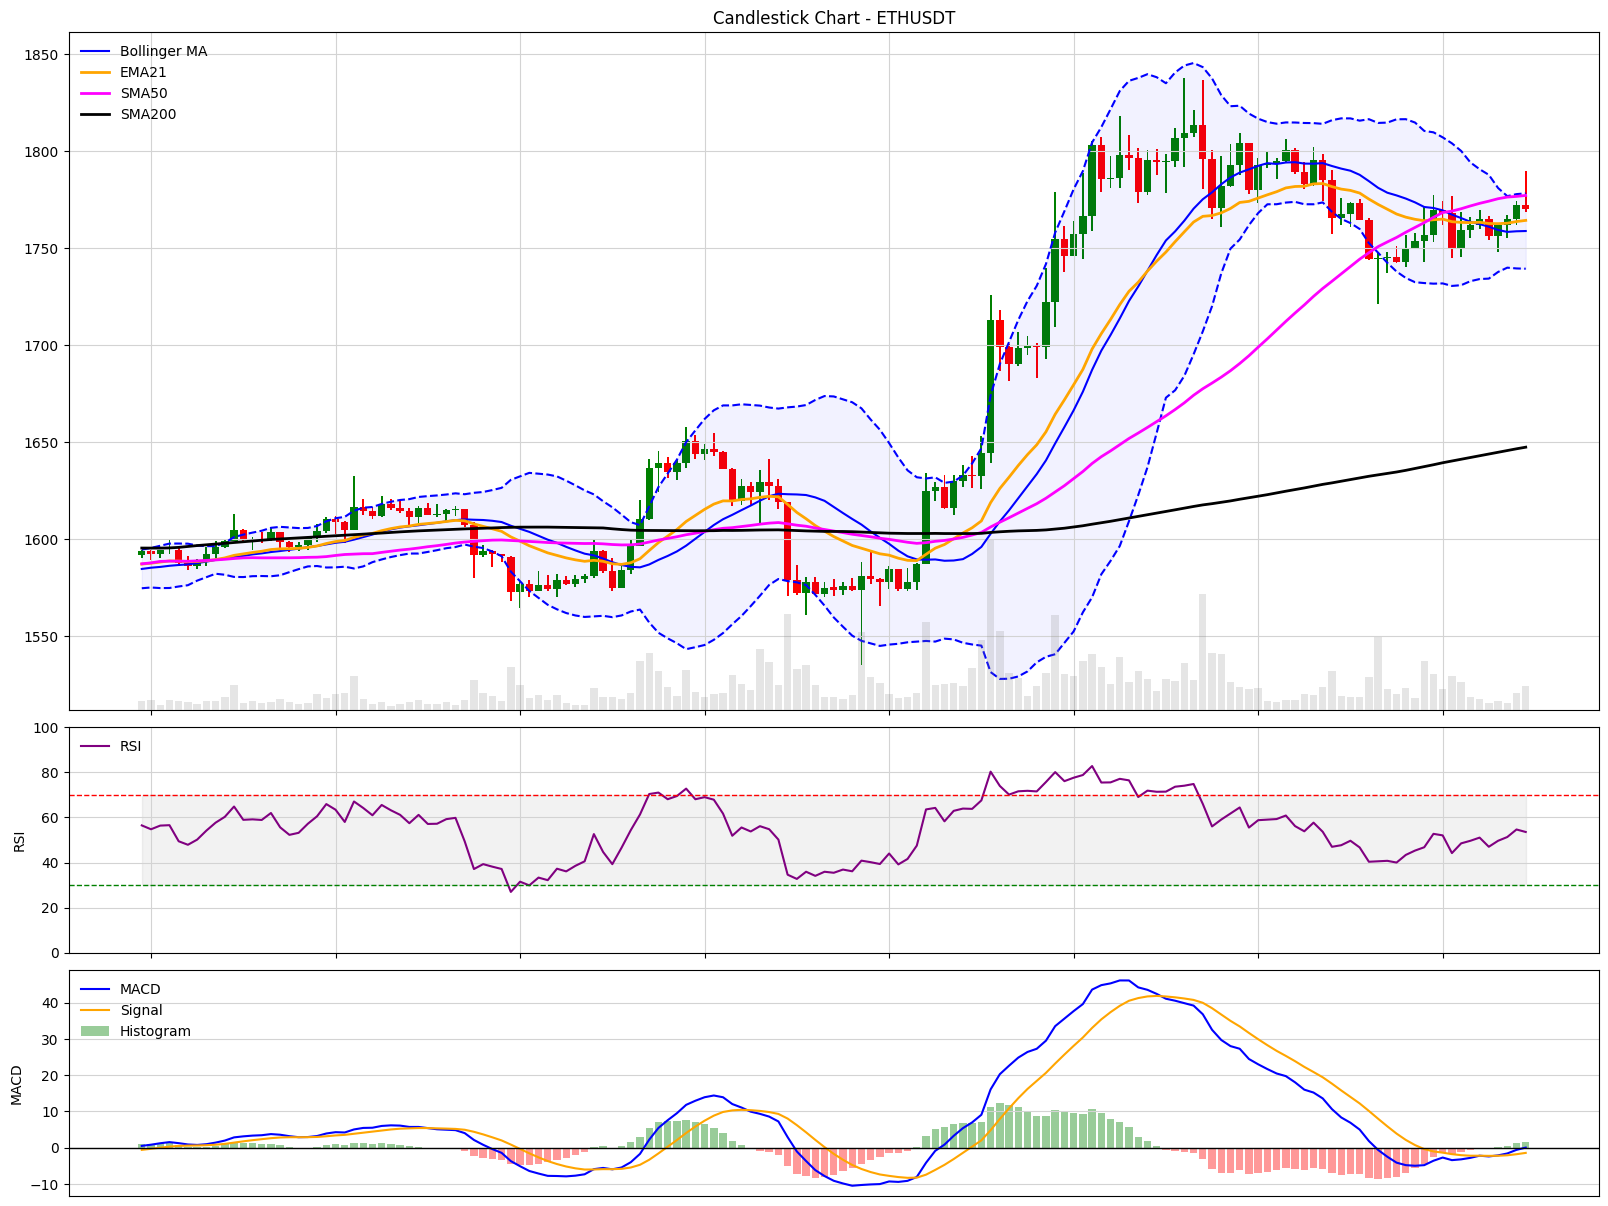 Candlestick Chart - ETHUSDT
Bollinger MA
EMA21
SMA50
SMA200
1850
1800
1750
1700
1650
1600
1550
RSI
100
80
60
40
20
0
RSI
MACD
Signal
Histogram
40
30
20
10
0
−10
MACD